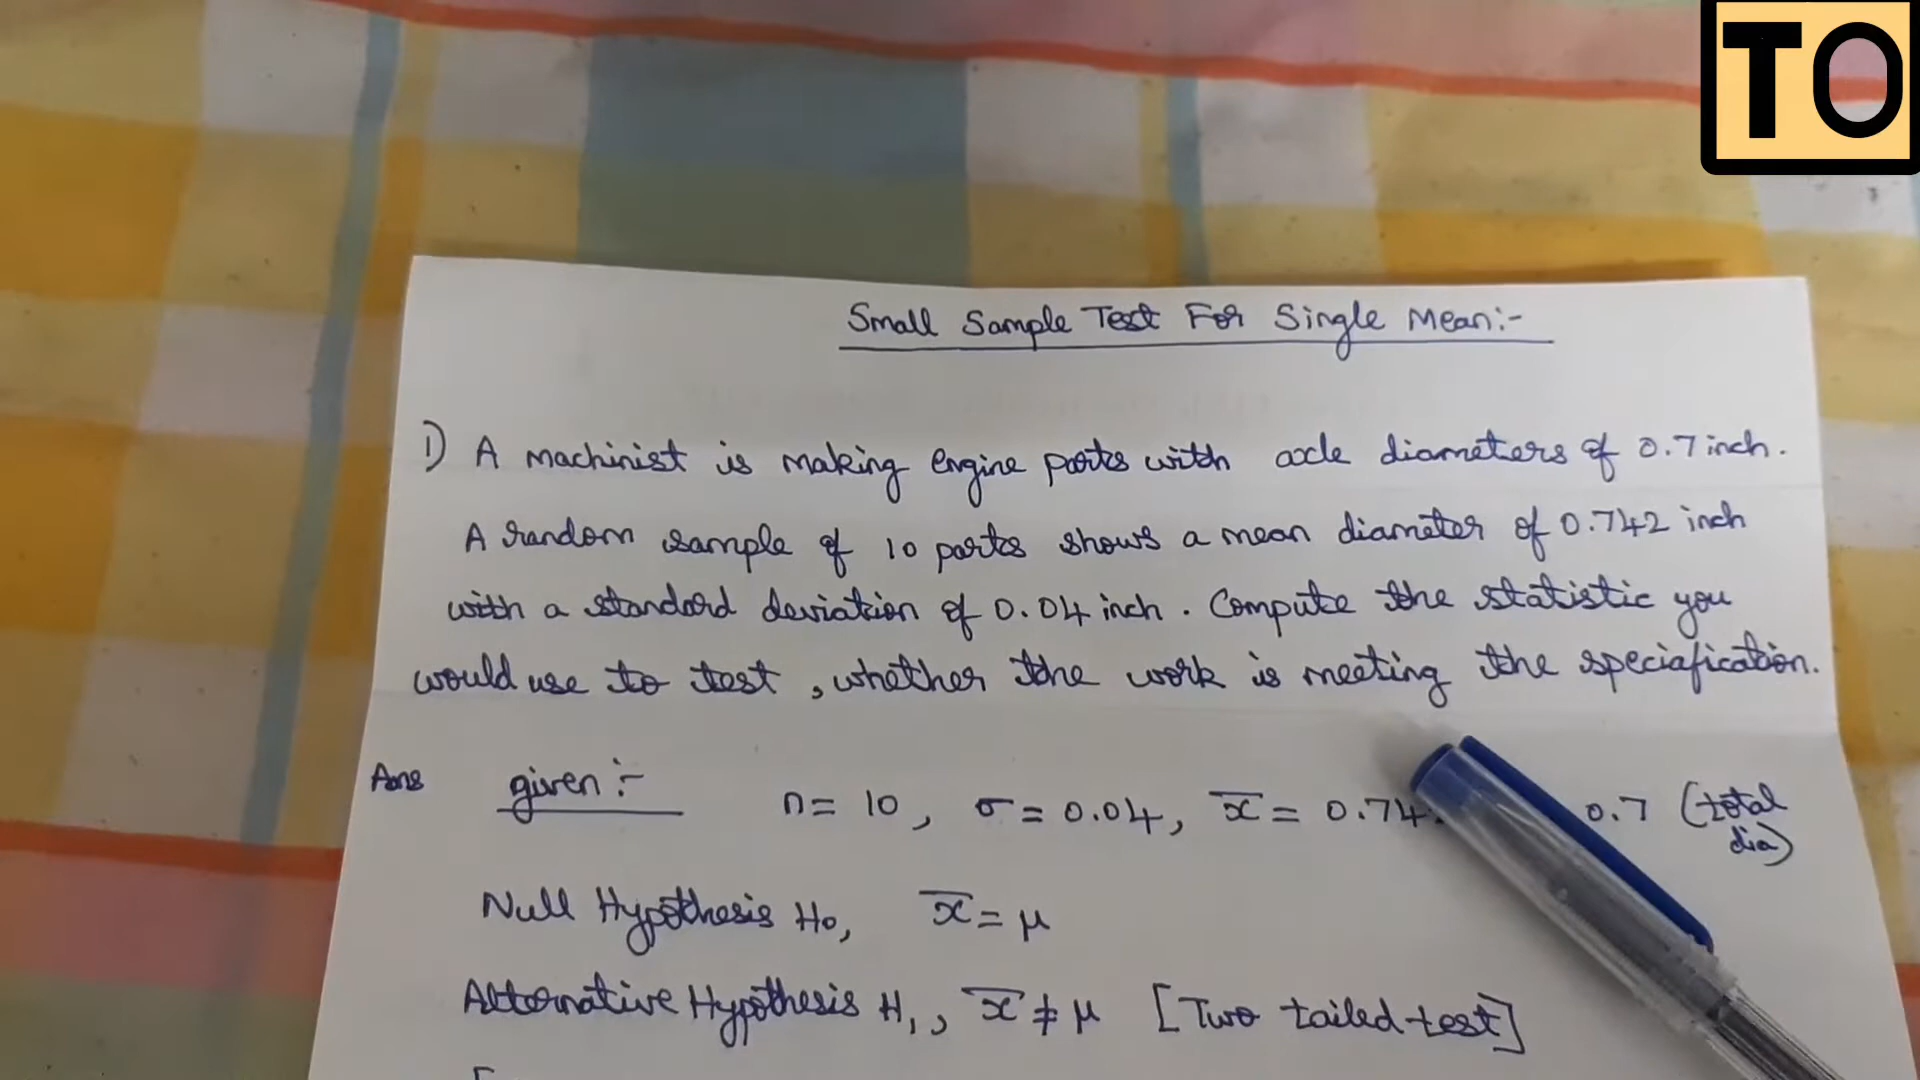 TO
Small Sample Test For Single Mean:-
1) A machinist is making engine parts with axle diameters of 0.7 inch.
A random sample of 10 parts shows a mean diameter of 0.742 inch
with a standard deviation of 0.04 inch. Compute the statistic you
would use to test, whether the work is meeting the speciafication.
Ans given:- n = 10, σ = 0.04, x̄ = 0.74 0.7 (total
dia)
Null Hypothesis H0, x̄ = μ
Alternative Hypothesis H1, x̄ ≠ μ [Two tailed test]